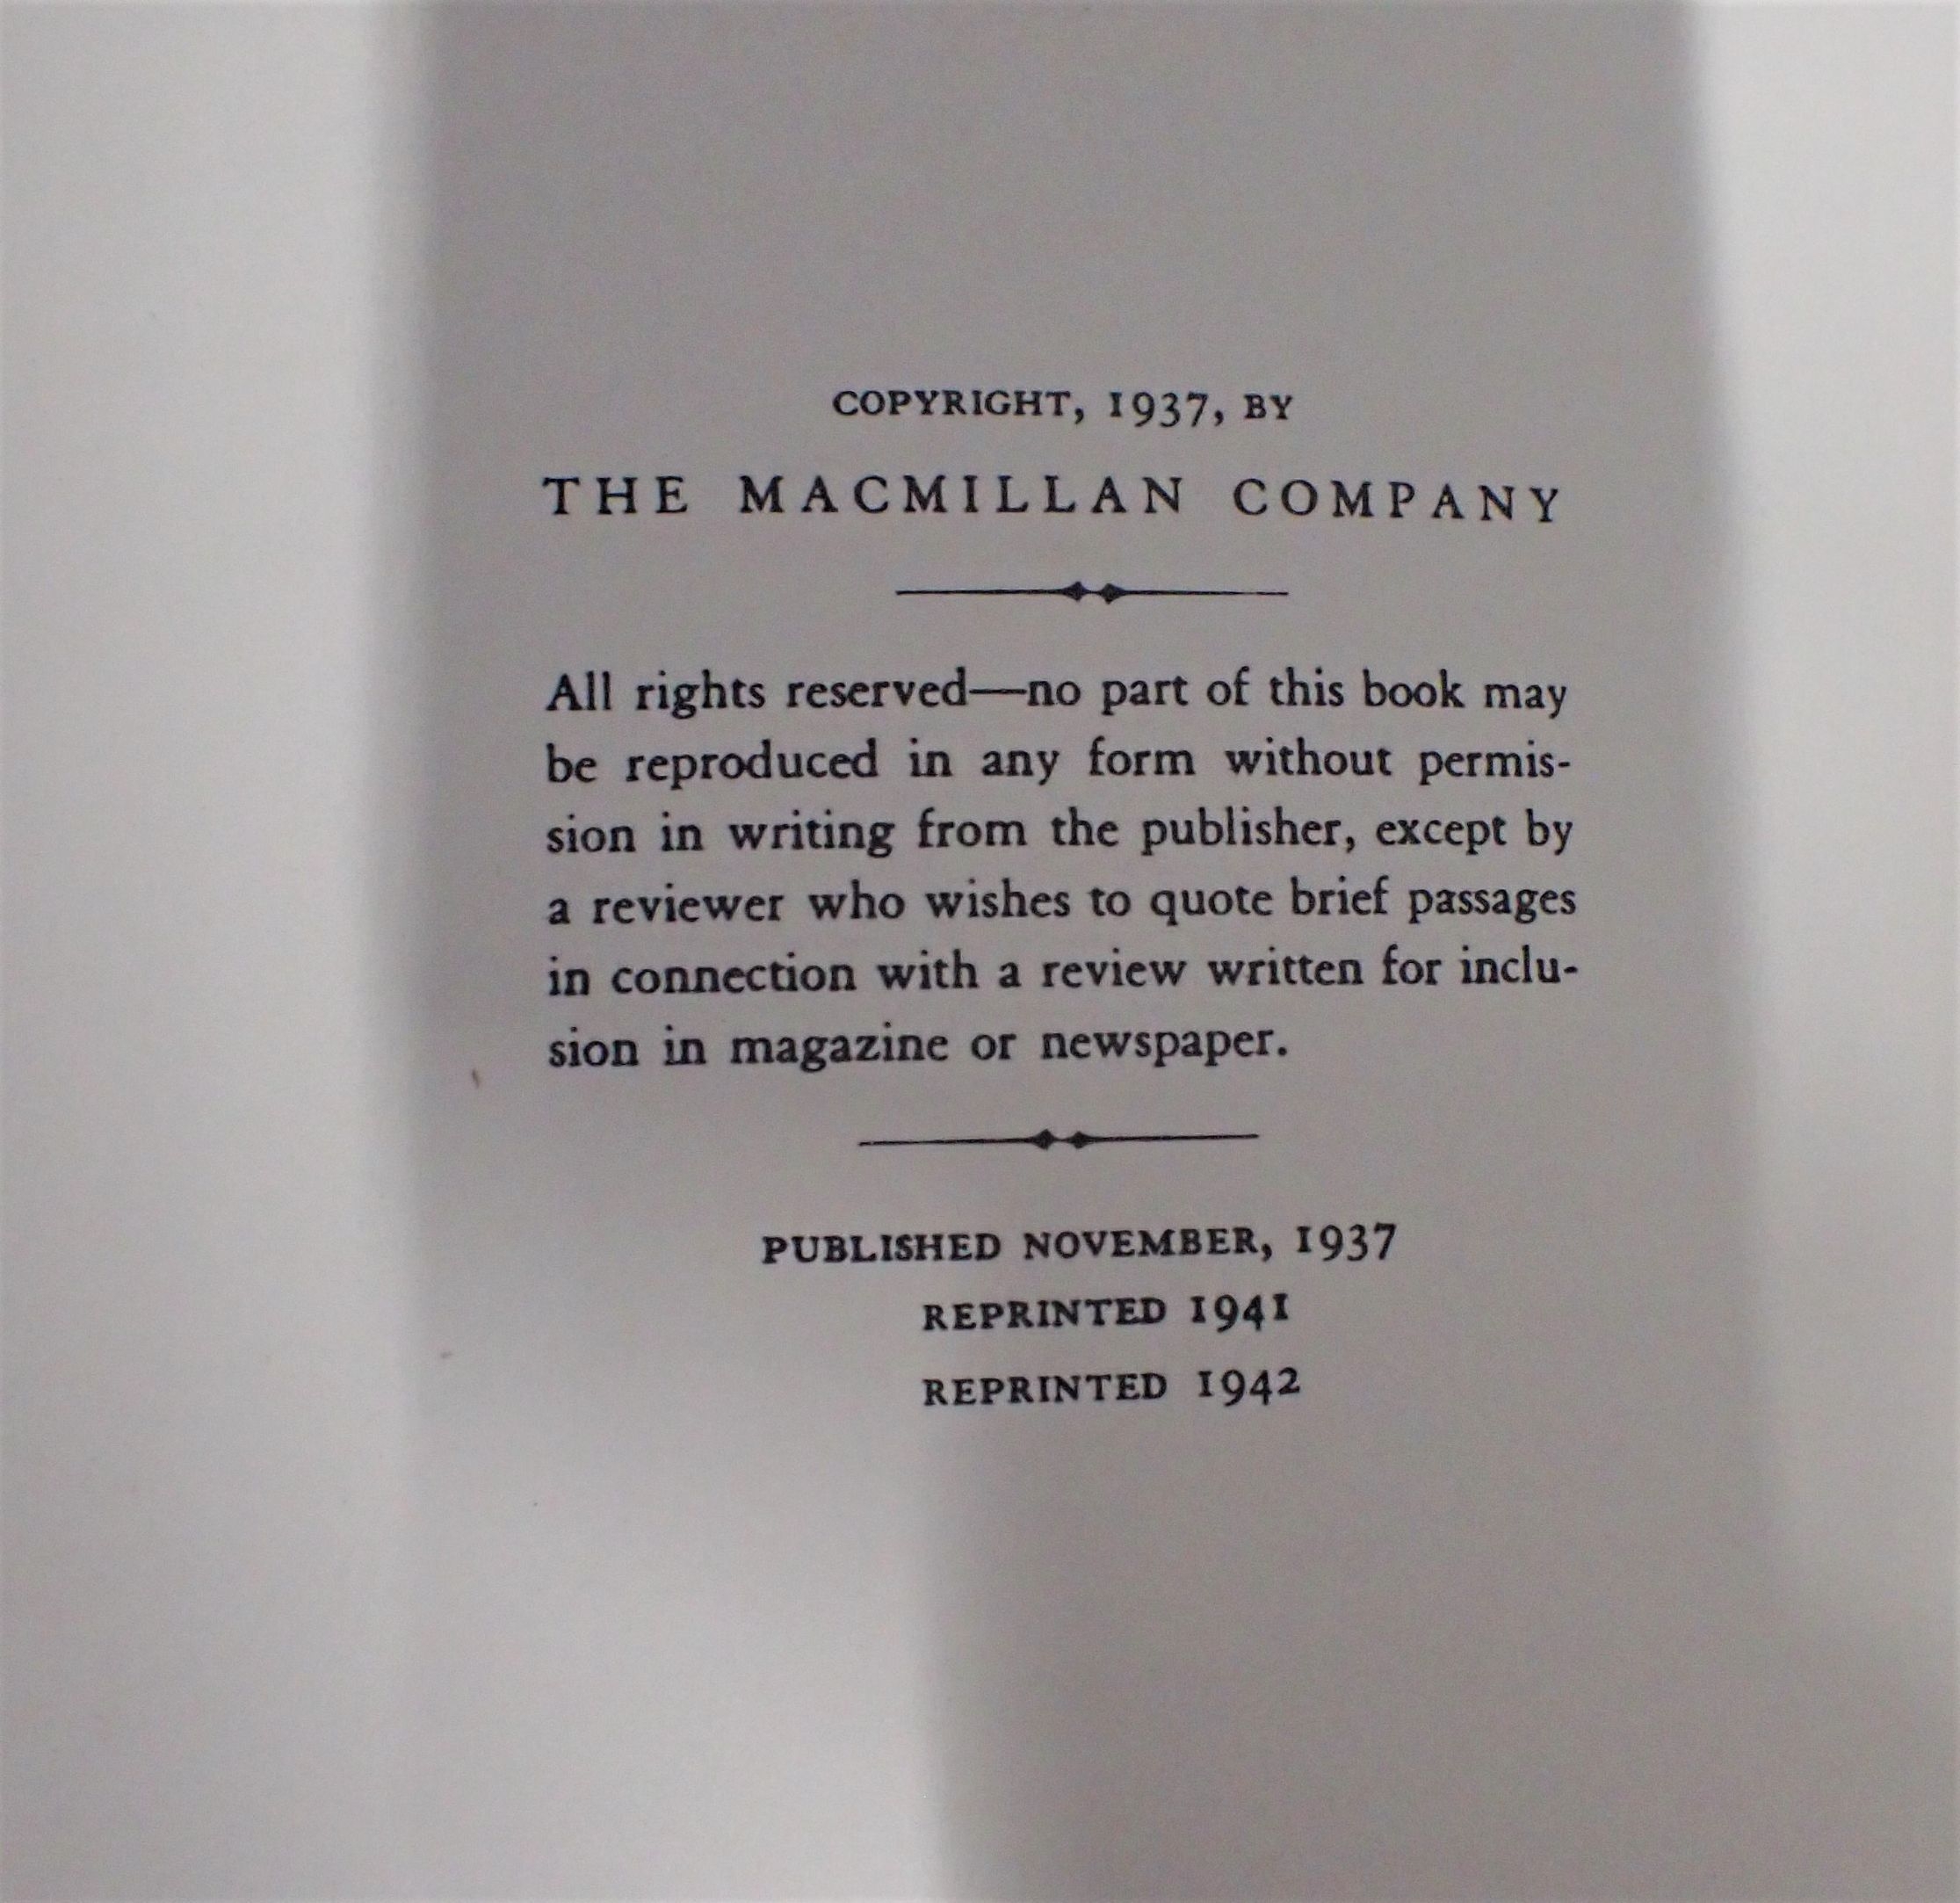 COPYRIGHT, 1937, BY
THE MACMILLAN COMPANY
All rights reserved—no part of this book may
be reproduced in any form without permis-
sion in writing from the publisher, except by
a reviewer who wishes to quote brief passages
in connection with a review written for inclu-
sion in magazine or newspaper.
PUBLISHED NOVEMBER, 1937
REPRINTED 1941
REPRINTED 1942